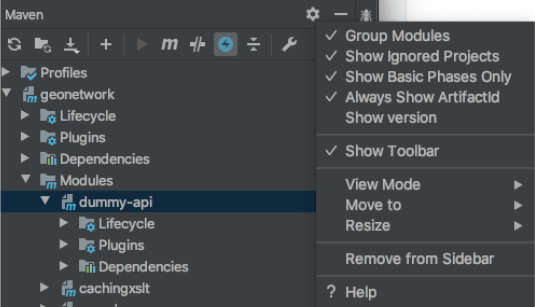 Maven
Profiles
geonetwork
Lifecycle
Plugins
Dependencies
Modules
dummy-api
Lifecycle
Plugins
Dependencies
cachingxslt
Group Modules
Show Ignored Projects
Show Basic Phases Only
Always Show ArtifactId
Show version
Show Toolbar
View Mode
Move to
Resize
Remove from Sidebar
? Help